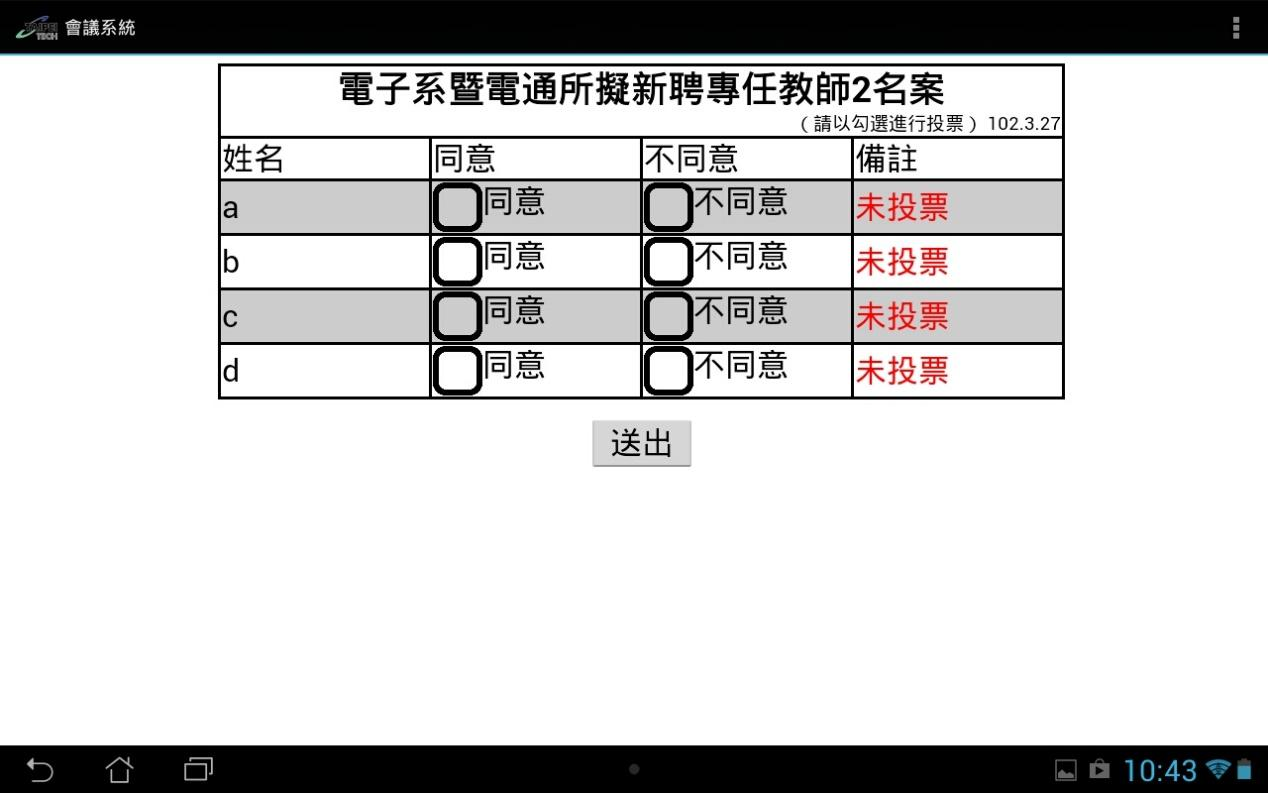 TAIPEI
TECH
會議系統
電子系暨電通所擬新聘專任教師2名案
(請以勾選進行投票) 102.3.27
姓名 同意 不同意 備註
a 同意 不同意 未投票
b 同意 不同意 未投票
c 同意 不同意 未投票
d 同意 不同意 未投票
送出
10:43